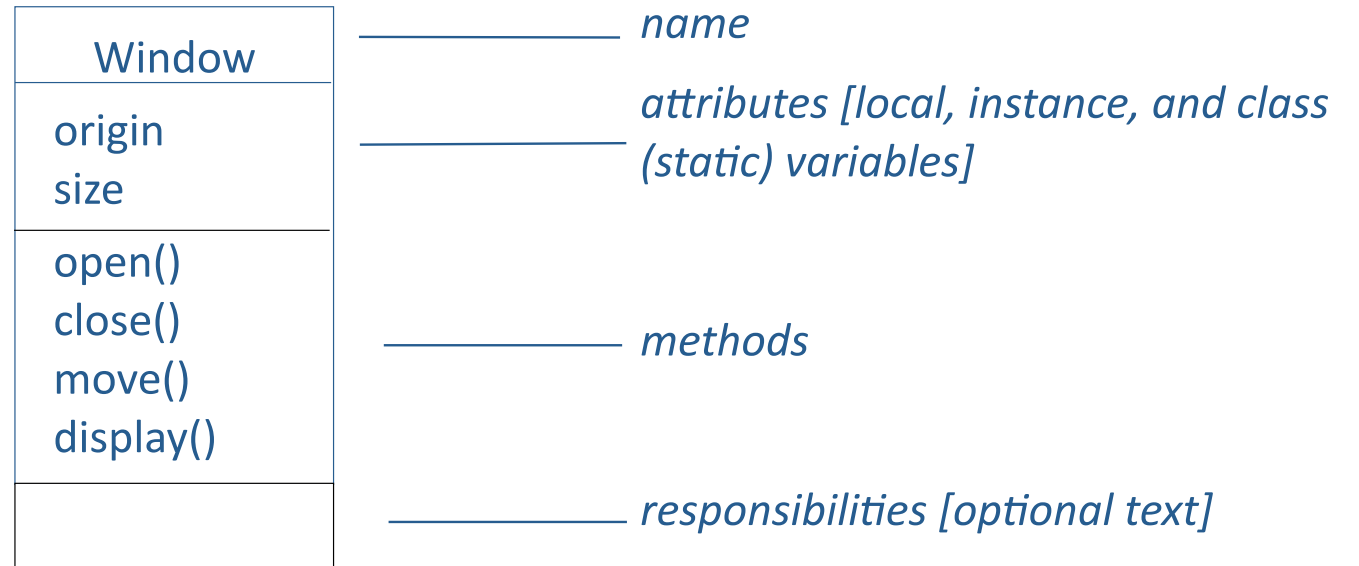 Window
name
origin
size
attributes [local, instance, and class
(static) variables]
open()
close()
move()
display()
methods
responsibilities [optional text]